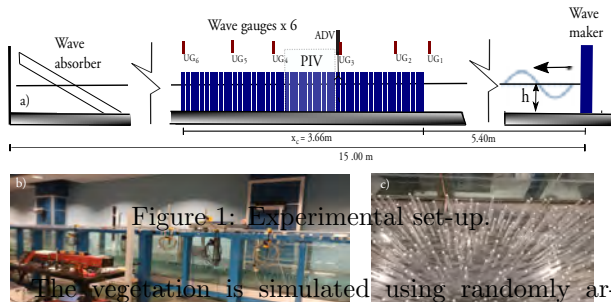 Wave gauges x 6
Wave
maker
ADV
Wave
absorber
UG6
UG5
UG4
UG3
UG2
UG1
PIV
a)
h
xc = 3.66m
5.40m
15.00m
b)
c)
Figure 1: Experimental set-up.
The vegetation is simulated using randomly ar-